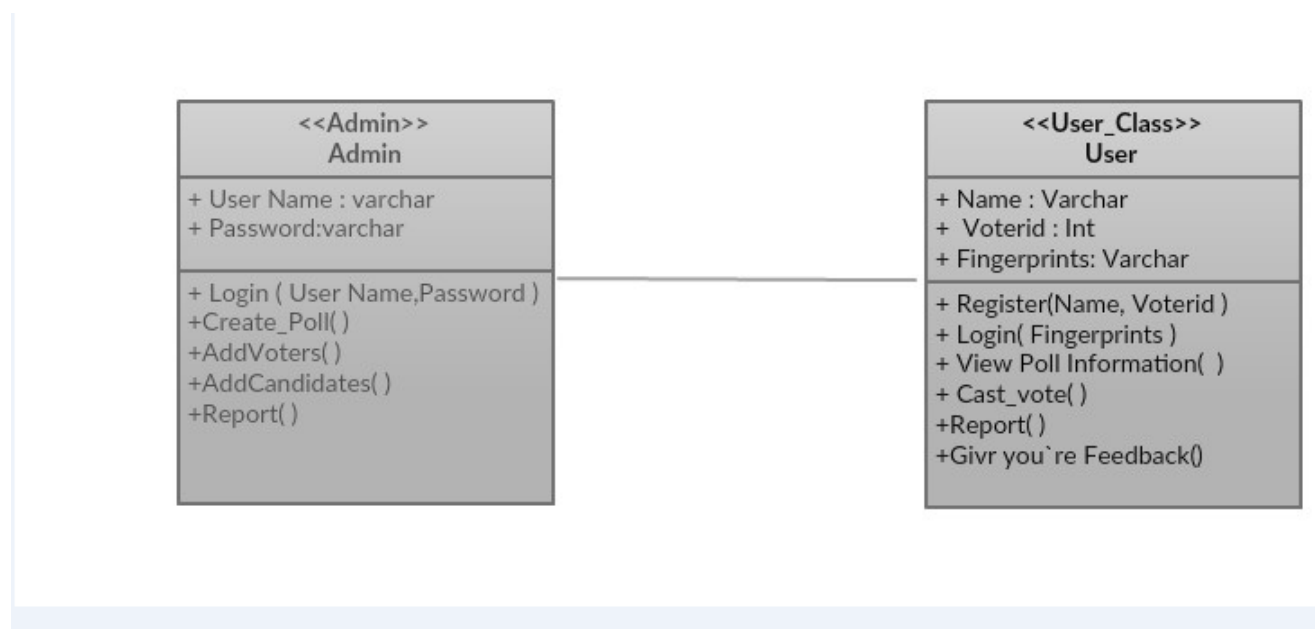 <<Admin>>
Admin
+ User Name : varchar
+ Password:varchar
+ Login ( User Name,Password )
+Create_Poll( )
+AddVoters( )
+AddCandidates( )
+Report( )
<<User_Class>>
User
+ Name : Varchar
+  Voterid : Int
+ Fingerprints: Varchar
+ Register(Name, Voterid )
+ Login( Fingerprints )
+ View Poll Information(  )
+ Cast_vote( )
+Report( )
+Givr you`re Feedback()